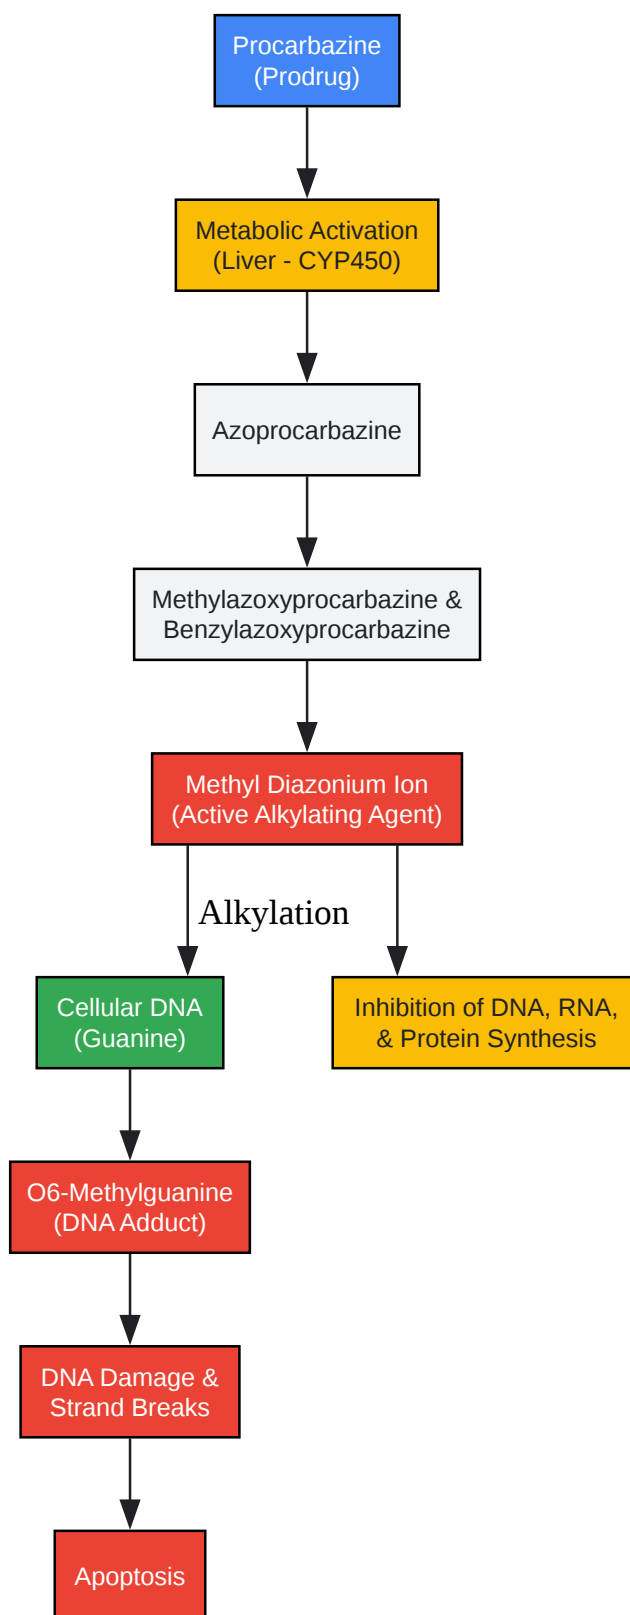 Procarbazine
(Prodrug)
Metabolic Activation
(Liver - CYP450)
Azoprocarbazine
Methylazoxyprocarbazine &
Benzylazoxyprocarbazine
Methyl Diazonium Ion
(Active Alkylating Agent)
Alkylation
Cellular DNA
(Guanine)
Inhibition of DNA, RNA,
& Protein Synthesis
O6-Methylguanine
(DNA Adduct)
DNA Damage &
Strand Breaks
Apoptosis